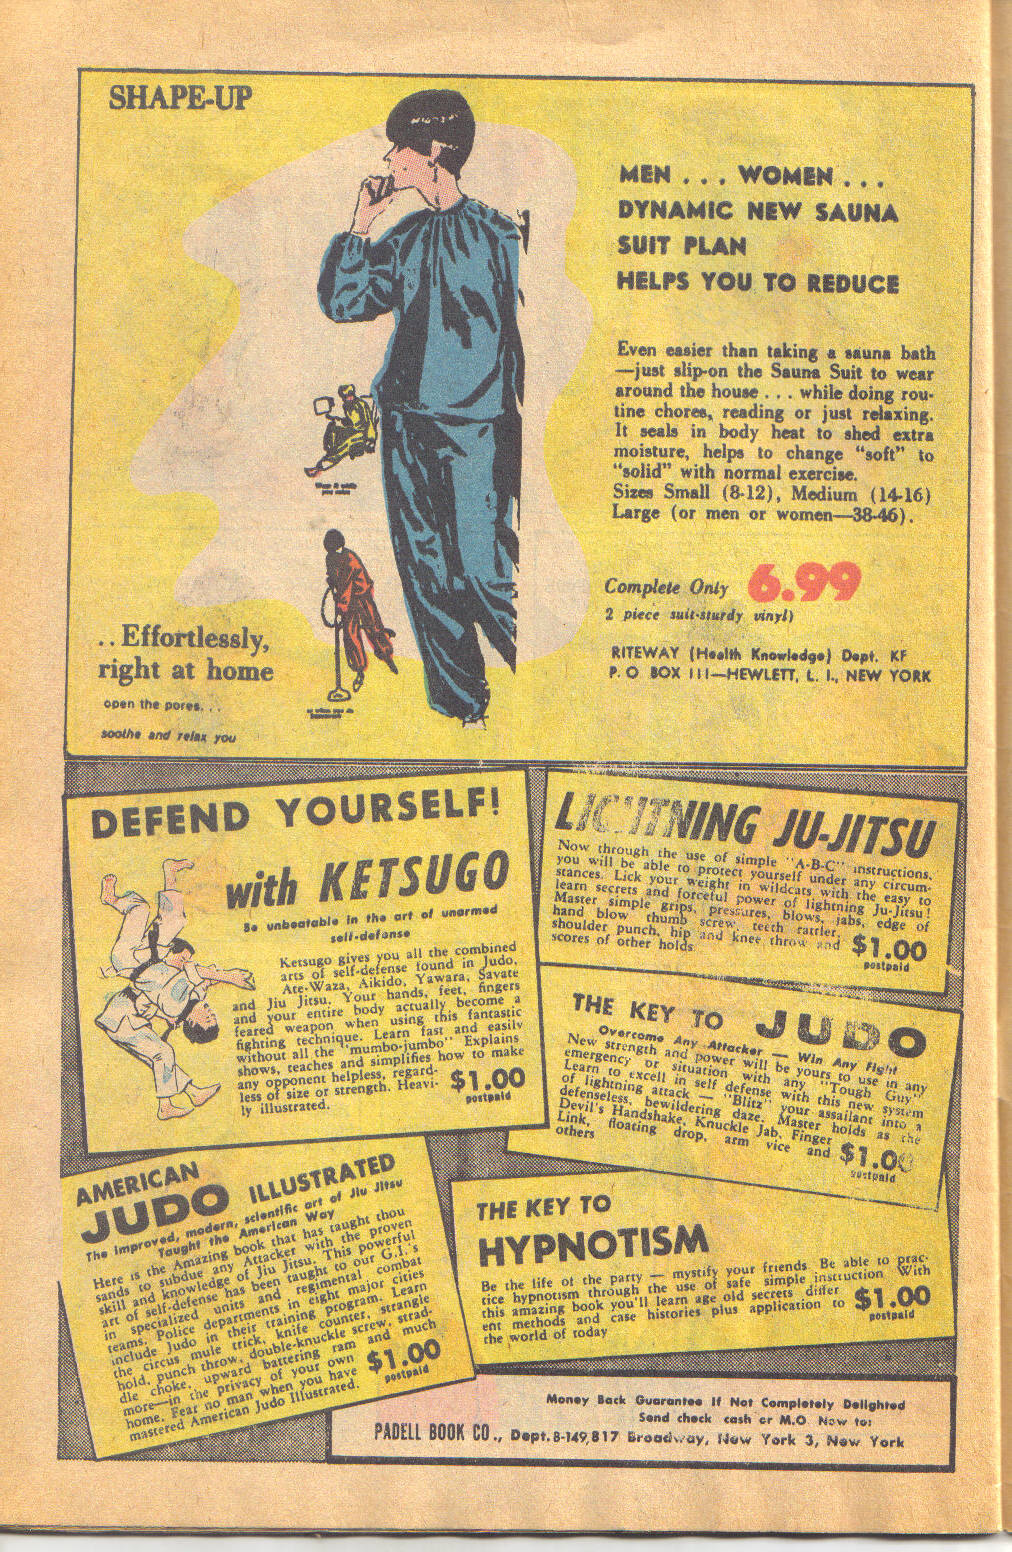 SHAPE-UP
MEN . . . WOMEN . . .
DYNAMIC NEW SAUNA
SUIT PLAN
HELPS YOU TO REDUCE
Even easier than taking a sauna bath
—just slip-on the Sauna Suit to wear
around the house . . . while doing rou-
tine chores, reading or just relaxing.
It seals in body heat to shed extra
moisture, helps to change "soft" to
"solid" with normal exercise.
Sizes Small (8-12), Medium (14-16)
Large (or men or women—38-46).
Complete Only 6.99
2 piece suit-sturdy vinyl)
RITEWAY (Health Knowledge) Dept. KF
P. O BOX 111—HEWLETT, L. I., NEW YORK
. . Effortlessly,
right at home
open the pores. . .
soothe and relax you
DEFEND YOURSELF!
with KETSUGO
Be unbeatable in the art of unarmed
self-defense
Ketsugo gives you all the combined
arts of self-defense found in Judo,
Ate-Waza, Aikido, Yawara, Savate
and Jiu Jitsu. Your hands, feet, fingers
and your entire body actually become a
feared weapon when using this fantastic
fighting technique. Learn fast and easily
without all the "mumbo-jumbo" Explains
shows, teaches and simplifies how to make
any opponent helpless, regard-
less of size or strength. Heavi-
ly illustrated.
$1.00
postpaid
LIGHTNING JU-JITSU
Now through the use of simple "A-B-C" instructions,
you will be able to protect yourself under any circum-
stances. Lick your weight in wildcats with the easy to
learn secrets and forceful power of lightning Ju-Jitsu!
Master simple grips, pressures, blows, jabs, edge of
hand blow thumb screw, teeth rattler,
shoulder punch, hip and knee throw and
scores of other holds.
$1.00
postpaid
THE KEY TO JUDO
Overcome Any Attacker — Win Any Fight
New strength and power will be yours to use in any
emergency or situation with any "Tough Guy"
Learn to excell in self defense with this new system
of lightning attack — "Blitz" your assailant into a
defenseless, bewildering daze. Master holds as the
Devil's Handshake, Knuckle Jab, Finger
Link, floating drop, arm vice and
others
$1.00
postpaid
AMERICAN
JUDO ILLUSTRATED
The improved, modern, scientific art of Jiu Jitsu
Taught the American Way
Here is the Amazing book that has taught thou
sands to subdue any Attacker with the proven
skill and knowledge of Jiu Jitsu. This powerful
art of self-defense has been taught to our G.I.'s
in specialized units and regimental combat
teams. Police departments in eight major cities
include Judo in their training program. Learn
the circus mule trick, knife counter, strangle
hold, punch throw, double-knuckle screw, strad-
dle choke, upward battering ram and much
more—in the privacy of your own
home. Fear no man when you have
mastered American Judo Illustrated.
$1.00
postpaid
THE KEY TO
HYPNOTISM
Be the life of the party — mystify your friends Be able to prac-
tice hypnotism through the use of safe simple instruction With
this amazing book you'll learn age old secrets differ
ent methods and case histories plus application to
the world of today
$1.00
postpaid
Money Back Guarantee If Not Completely Delighted
Send check cash or M.O. Now to:
PADELL BOOK CO., Dept. B-149, 817 Broadway, New York 3, New York